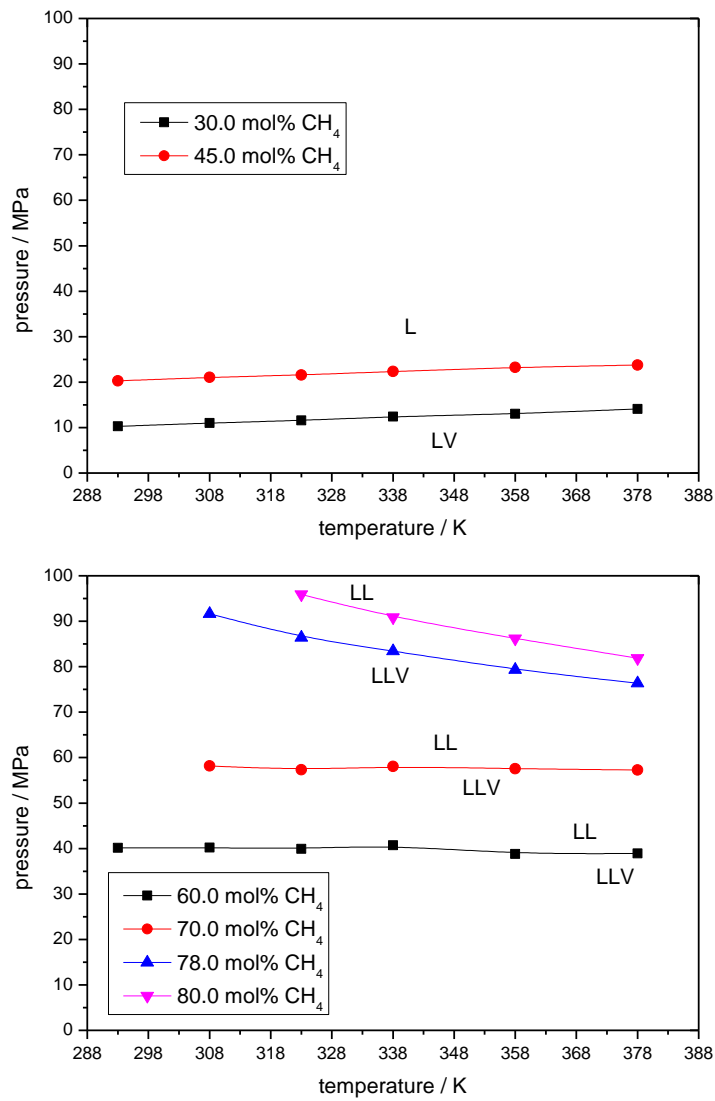 100
90
80
70
60
50
40
30
20
10
0
pressure / MPa
30.0 mol% CH₄
45.0 mol% CH₄
L
LV
288 298 308 318 328 338 348 358 368 378 388
temperature / K
100
90
80
70
60
50
40
30
20
10
0
pressure / MPa
LL
LLV
LL
LLV
LL
LLV
60.0 mol% CH₄
70.0 mol% CH₄
78.0 mol% CH₄
80.0 mol% CH₄
288 298 308 318 328 338 348 358 368 378 388
temperature / K